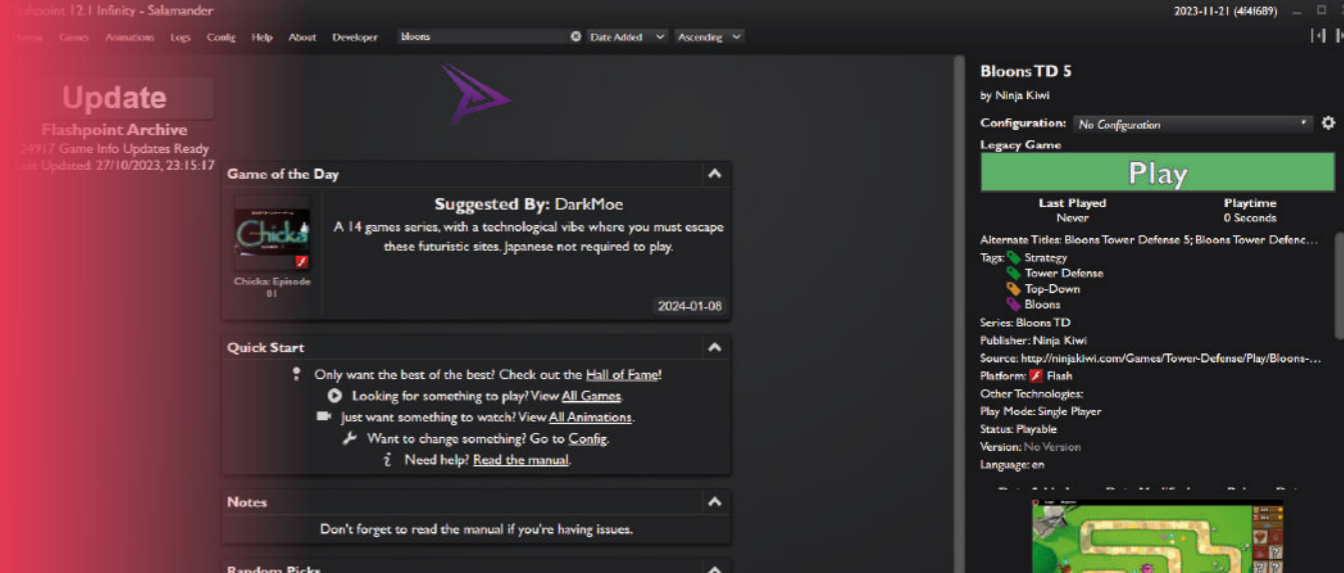 Flashpoint 12.1 Infinity - Salamander
2023-11-21 (4f4f689)
Home Games Animations Logs Config Help About Developer bloons Date Added Ascending
Update
Flashpoint Archive
24917 Game Info Updates Ready
Last Updated: 27/10/2023, 23:15:17
Game of the Day
Chicka
Chicka: Episode
01
Suggested By: DarkMoe
A 14 games series, with a technological vibe where you must escape
these futuristic sites. Japanese not required to play.
2024-01-08
Quick Start
Only want the best of the best? Check out the Hall of Fame!
Looking for something to play? View All Games.
Just want something to watch? View All Animations.
Want to change something? Go to Config.
Need help? Read the manual.
Notes
Don't forget to read the manual if you're having issues.
Random Picks
Bloons TD 5
by Ninja Kiwi
Configuration: No Configuration
Legacy Game
Play
Last Played Playtime
Never 0 Seconds
Alternate Titles: Bloons Tower Defense 5; Bloons Tower Defenc...
Tags: Strategy
Tower Defense
Top-Down
Bloons
Series: Bloons TD
Publisher: Ninja Kiwi
Source: http://ninjakiwi.com/Games/Tower-Defense/Play/Bloons-...
Platform: Flash
Other Technologies:
Play Mode: Single Player
Status: Playable
Version: No Version
Language: en